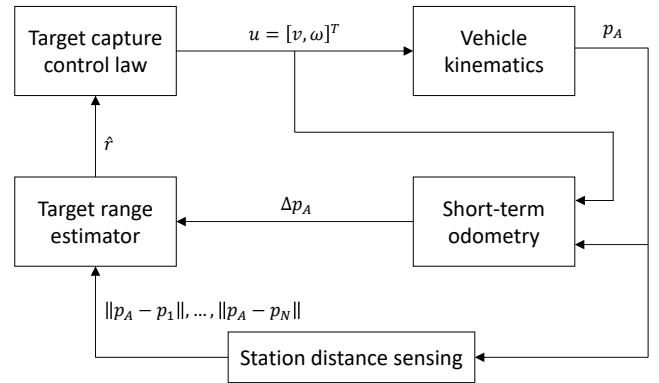 Target capture
control law
u = [v, ω]^T
Vehicle
kinematics
p_A
r̂
Target range
estimator
Δp_A
Short-term
odometry
‖p_A − p_1‖, … , ‖p_A − p_N‖
Station distance sensing